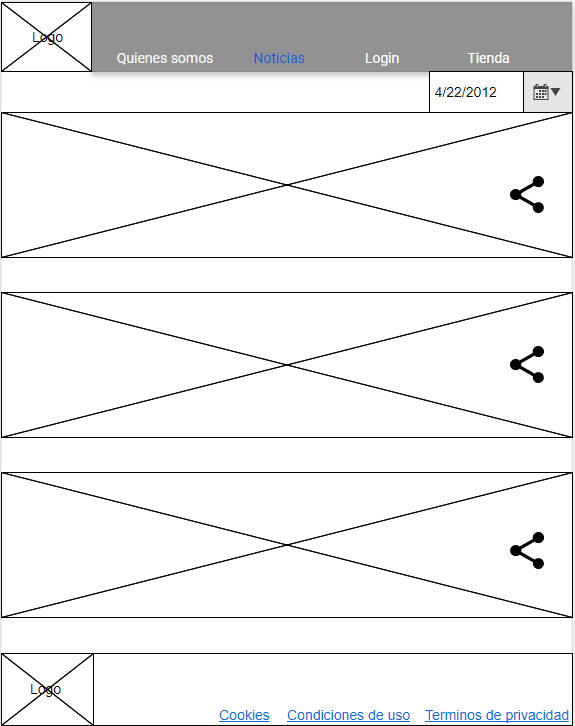 Logo
Quienes somos Noticias Login Tienda
4/22/2012
Logo
Cookies Condiciones de uso Terminos de privacidad